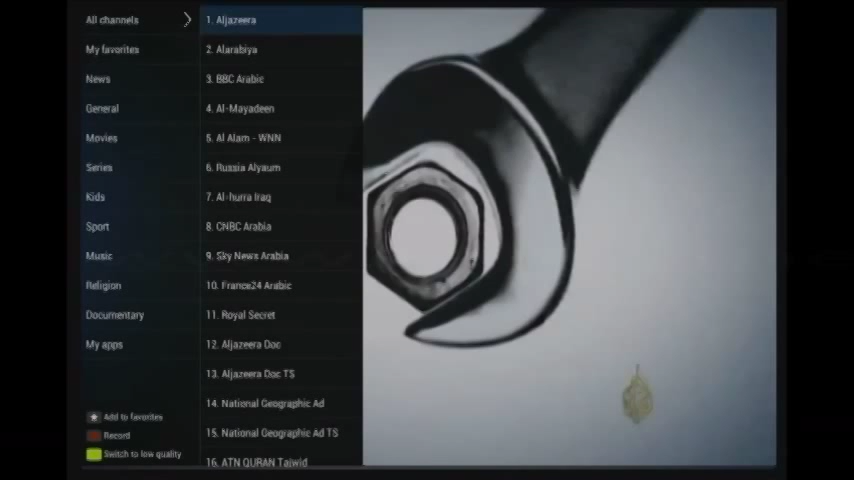 All channels
My favorites
News
General
Movies
Series
Kids
Sport
Music
Religion
Documentary
My apps
Add to favorites
Record
Switch to low quality
1. Aljazeera
2. Alarabiya
3. BBC Arabic
4. Al-Mayadeen
5. Al Alam - WNN
6. Russia Alyaum
7. Al-hurra Iraq
8. CNBC Arabia
9. Sky News Arabia
10. France24 Arabic
11. Royal Secret
12. Aljazeera Doc
13. Aljazeera Doc TS
14. National Geographic Ad
15. National Geographic Ad TS
16. ATN QURAN Tajwid